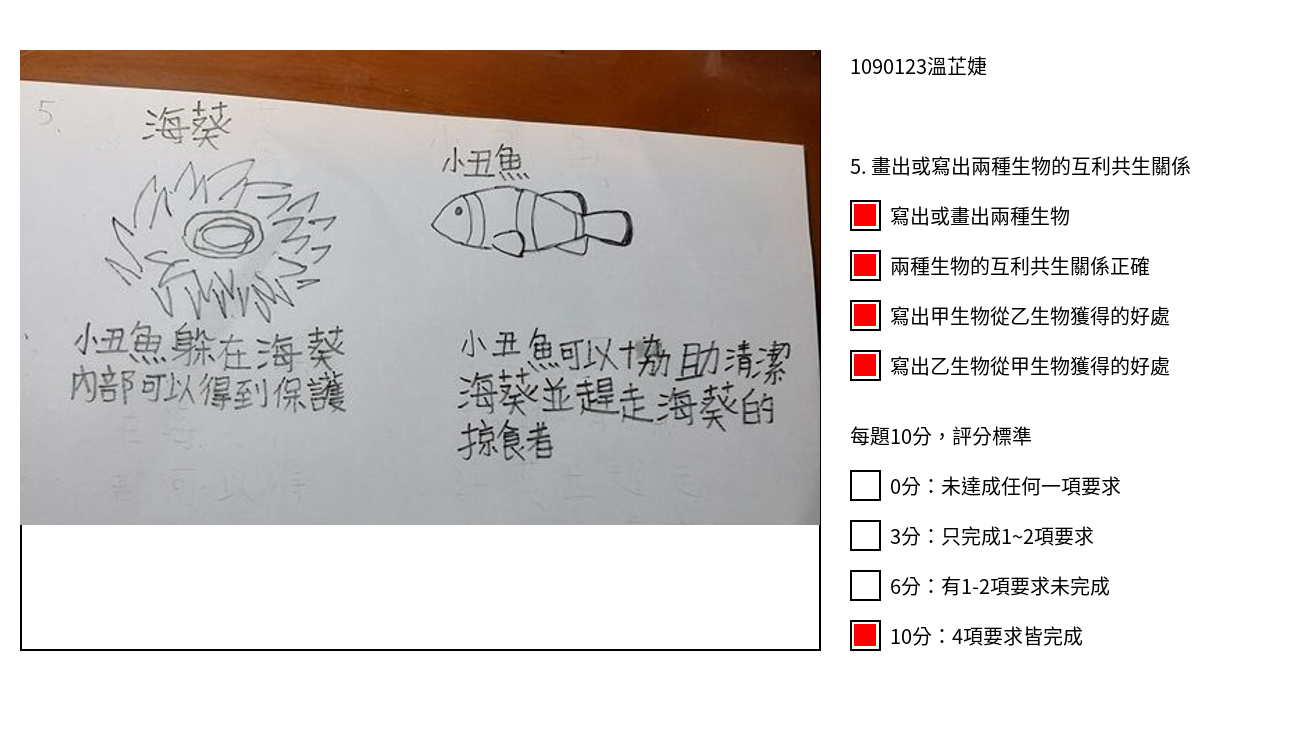 5.
海葵
小丑魚
小丑魚躲在海葵
內部可以得到保護
小丑魚可以協助清潔
海葵並趕走海葵的
掠食者
1090123溫芷婕
5. 畫出或寫出兩種生物的互利共生關係
寫出或畫出兩種生物
兩種生物的互利共生關係正確
寫出甲生物從乙生物獲得的好處
寫出乙生物從甲生物獲得的好處
每題10分，評分標準
0分：未達成任何一項要求
3分：只完成1~2項要求
6分：有1-2項要求未完成
10分：4項要求皆完成